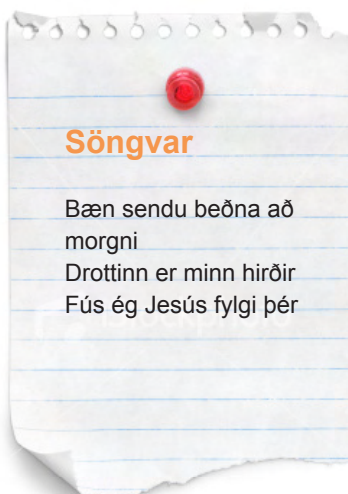 Söngvar
Bæn sendu beðna að
morgni
Drottinn er minn hirðir
Fús ég Jesús fylgi þér